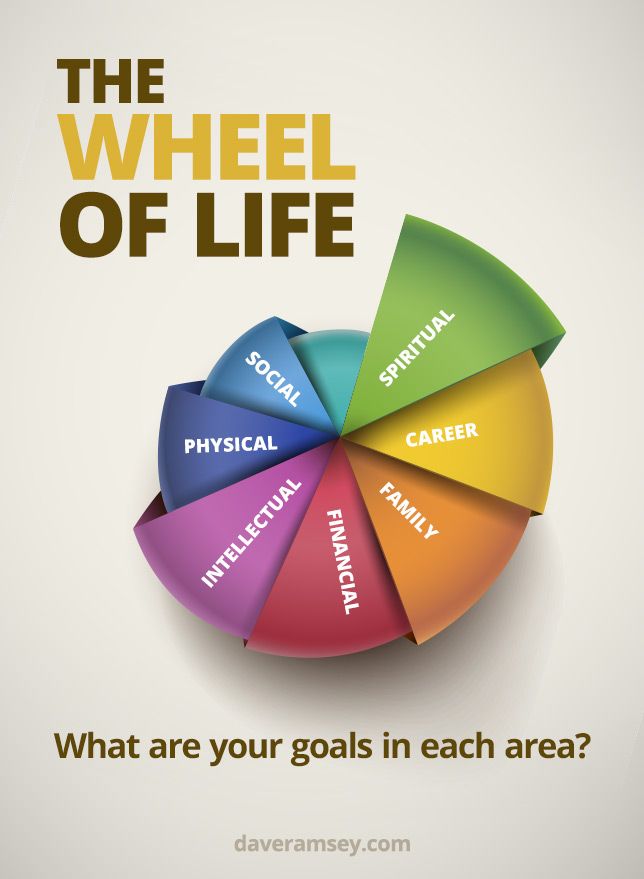 THE
WHEEL
OF LIFE
SPIRITUAL
CAREER
FAMILY
FINANCIAL
INTELLECTUAL
PHYSICAL
SOCIAL
What are your goals in each area?
daveramsey.com